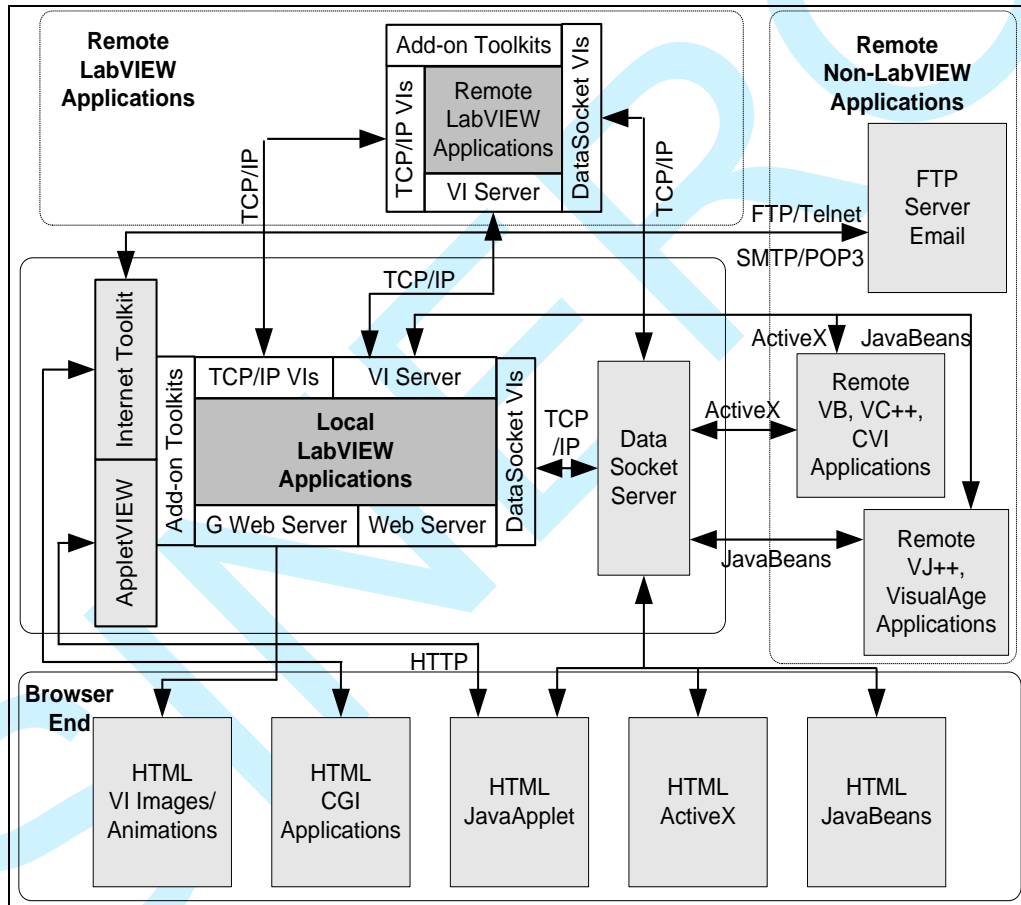 Remote
LabVIEW
Applications
Add-on Toolkits
TCP/IP VIs
Remote
LabVIEW
Applications
DataSocket VIs
VI Server
TCP/IP
TCP/IP
Remote
Non-LabVIEW
Applications
FTP
Server
Email
FTP/Telnet
SMTP/POP3
TCP/IP
Internet Toolkit
AppletVIEW
Add-on Toolkits
TCP/IP VIs
VI Server
Local
LabVIEW
Applications
G Web Server
Web Server
DataSocket VIs
TCP
/IP
Data
Socket
Server
ActiveX
JavaBeans
ActiveX
Remote
VB, VC++,
CVI
Applications
JavaBeans
Remote
VJ++,
VisualAge
Applications
HTTP
Browser
End
HTML
VI Images/
Animations
HTML
CGI
Applications
HTML
JavaApplet
HTML
ActiveX
HTML
JavaBeans